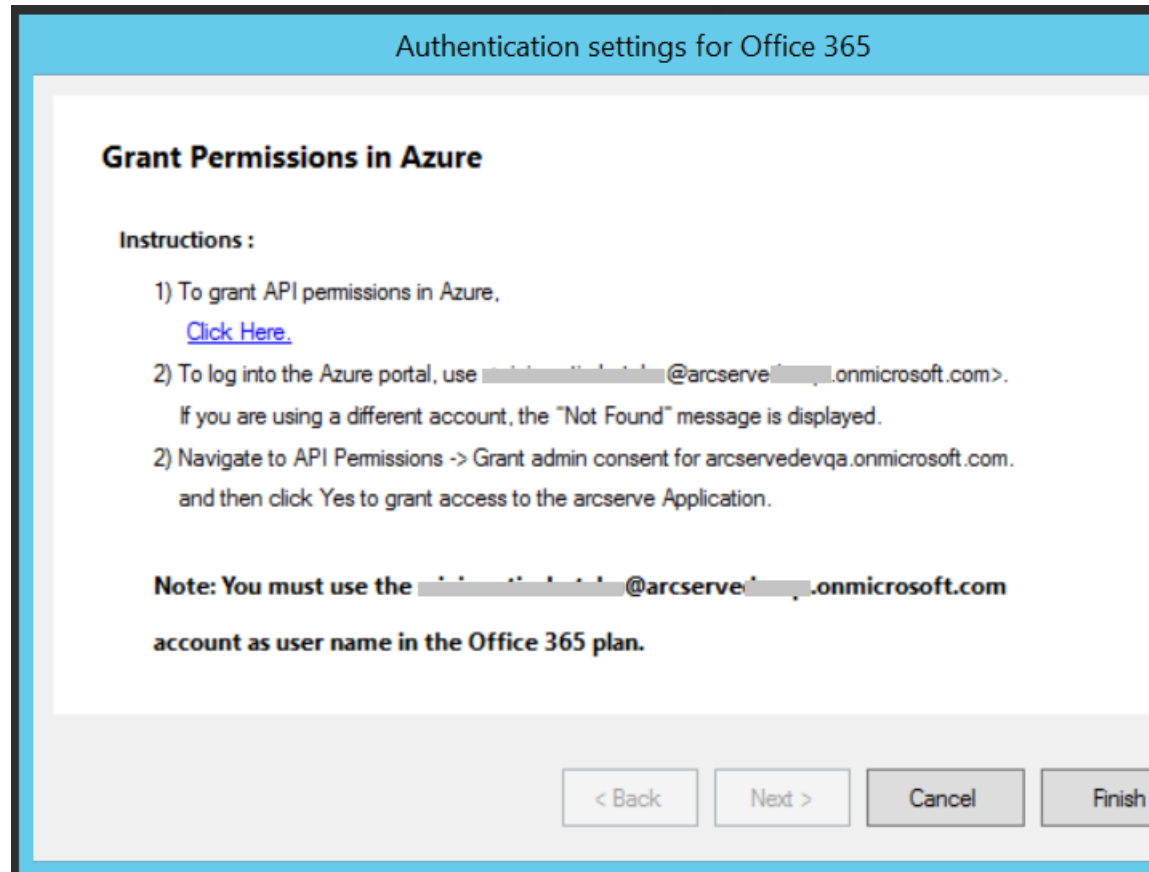 Authentication settings for Office 365
Grant Permissions in Azure
Instructions :
1) To grant API permissions in Azure,
Click Here.
2) To log into the Azure portal, use @arcserve .onmicrosoft.com>.
If you are using a different account, the "Not Found" message is displayed.
2) Navigate to API Permissions -> Grant admin consent for arcservedevqa.onmicrosoft.com.
and then click Yes to grant access to the arcserve Application.
Note: You must use the @arcserve .onmicrosoft.com
account as user name in the Office 365 plan.
< Back Next > Cancel Finish